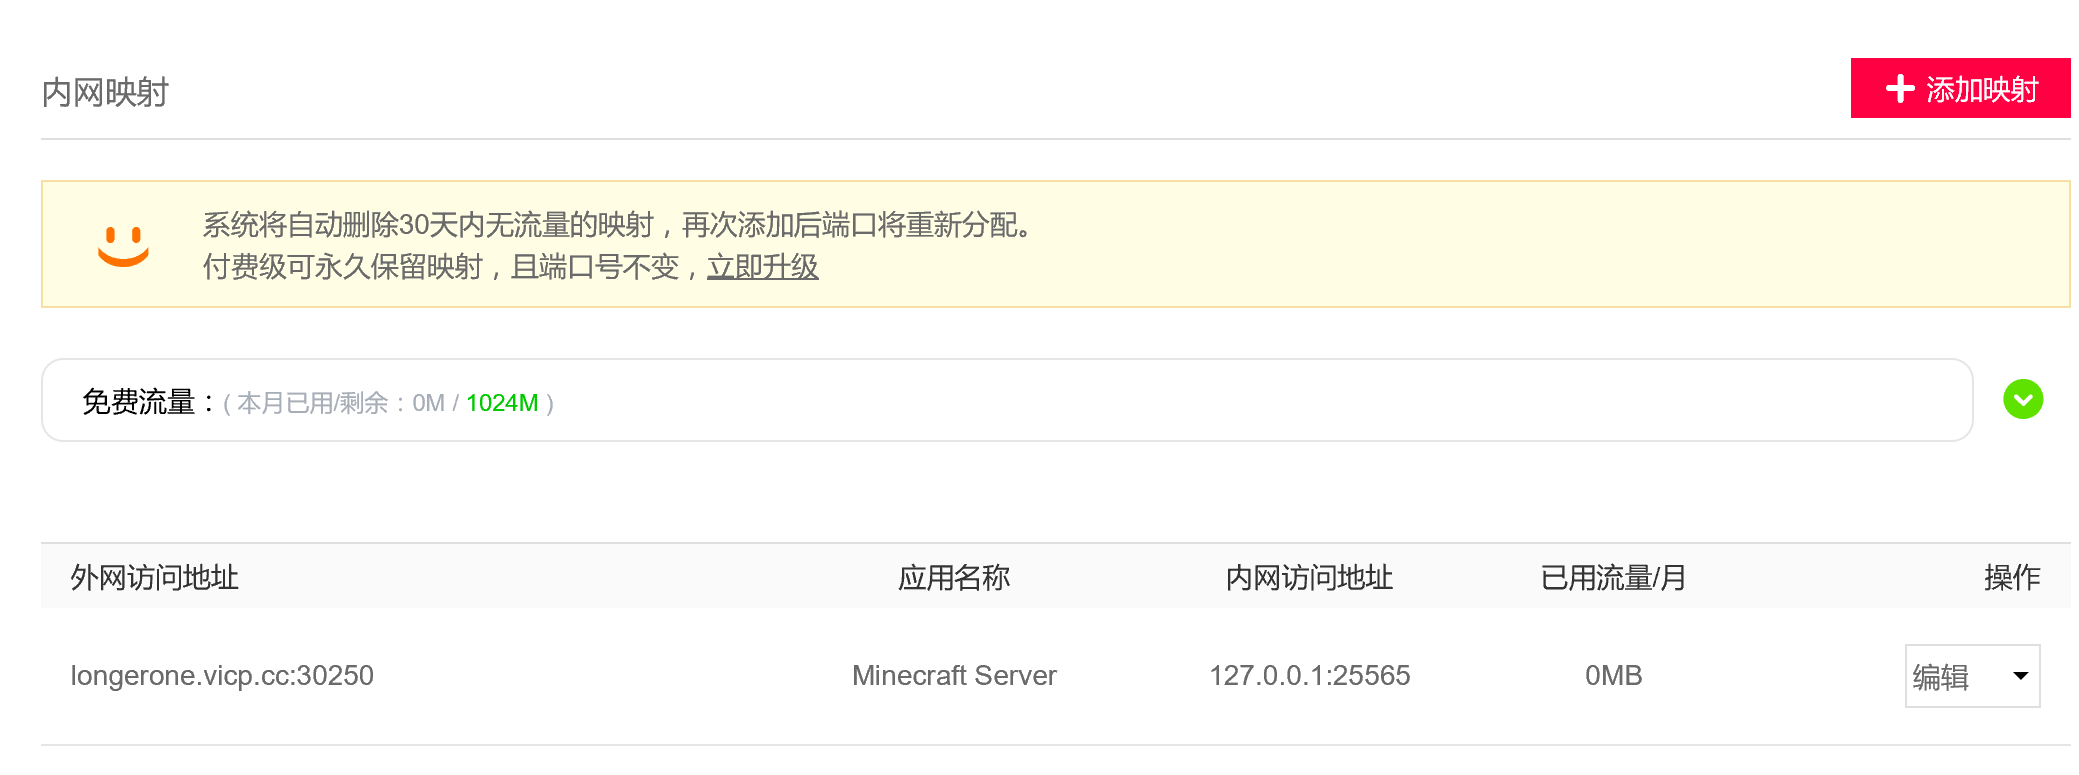 内网映射
添加映射
系统将自动删除30天内无流量的映射，再次添加后端口将重新分配。
付费级可永久保留映射，且端口号不变，立即升级
免费流量：( 本月已用/剩余：0M / 1024M )
外网访问地址 应用名称 内网访问地址 已用流量/月 操作
longerone.vicp.cc:30250 Minecraft Server 127.0.0.1:25565 0MB 编辑